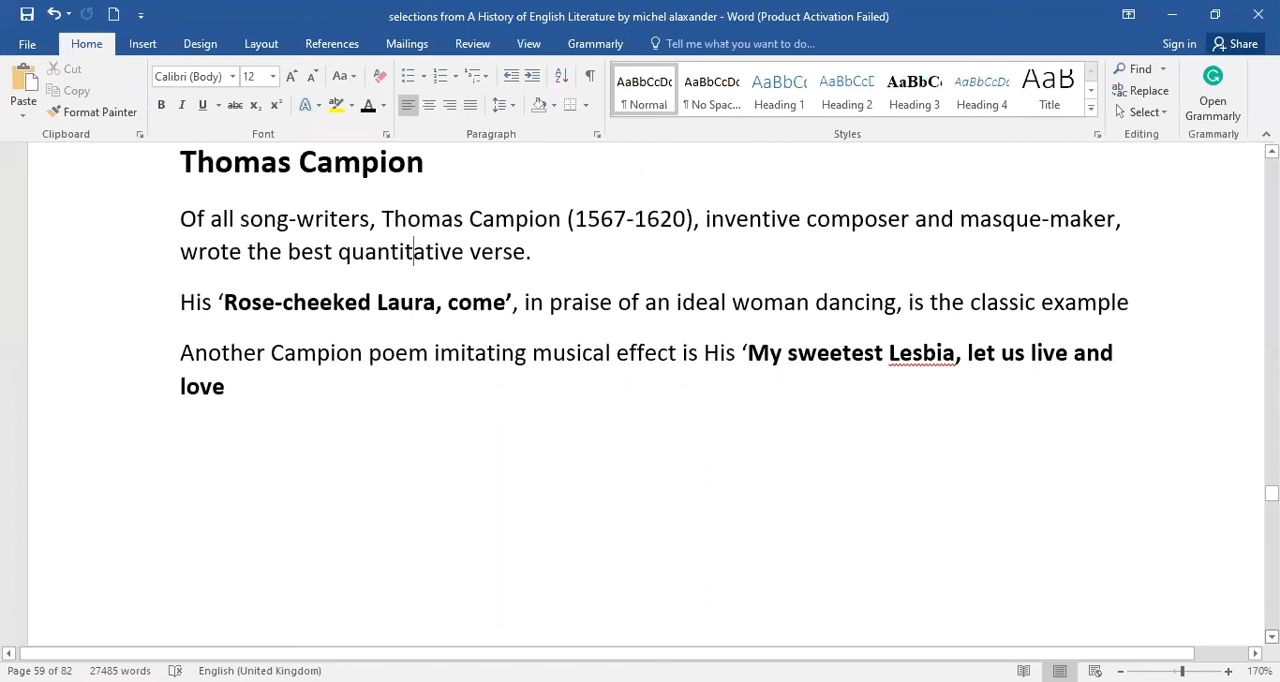 selections from A History of English Literature by michel alaxander - Word (Product Activation Failed)
File Home Insert Design Layout References Mailings Review View Grammarly Tell me what you want to do... Sign in Share
Paste Cut Copy Format Painter
Calibri (Body) 12
AaBbCcDc AaBbCcDc AaBbC AaBbCcL AaBbC AaBbCcL AaB
¶ Normal ¶ No Spac... Heading 1 Heading 2 Heading 3 Heading 4 Title
Find Replace Select
Open Grammarly
Clipboard Font Paragraph Styles Editing Grammarly
Thomas Campion
Of all song-writers, Thomas Campion (1567-1620), inventive composer and masque-maker,
wrote the best quantitative verse.
His ‘Rose-cheeked Laura, come’, in praise of an ideal woman dancing, is the classic example
Another Campion poem imitating musical effect is His ‘My sweetest Lesbia, let us live and
love
Page 59 of 82 27485 words English (United Kingdom) 170%